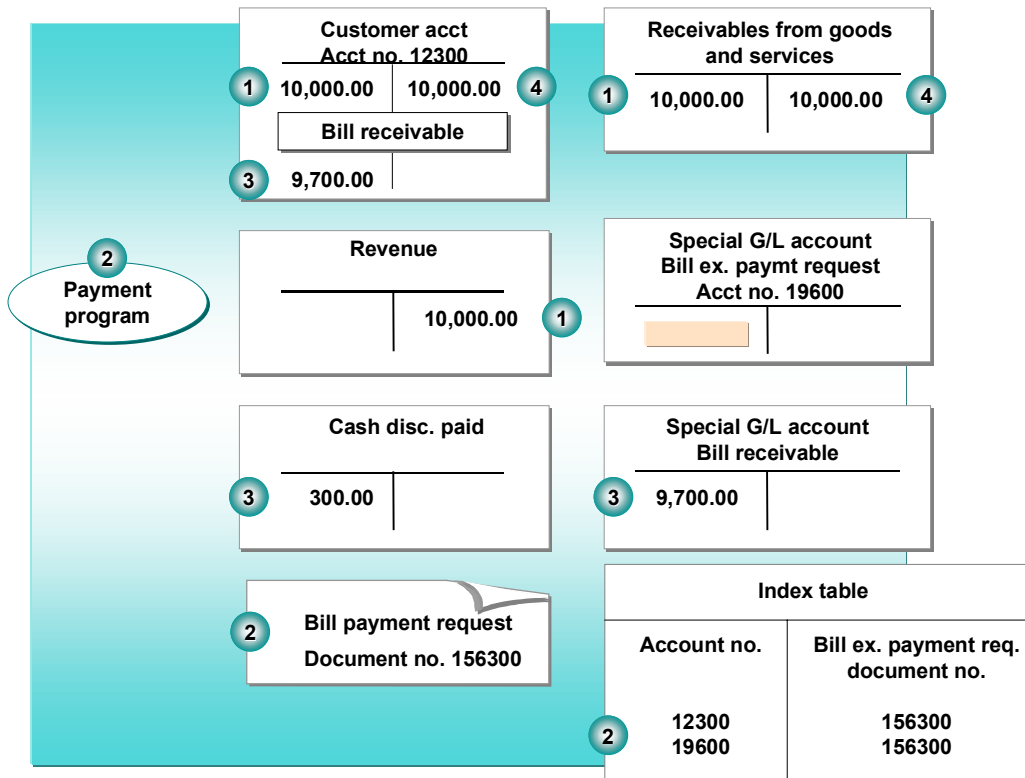 Customer acct
Acct no. 12300
1 10,000.00 10,000.00 4
Bill receivable
3 9,700.00
Receivables from goods
and services
1 10,000.00 10,000.00 4
2
Payment
program
Revenue
10,000.00 1
Special G/L account
Bill ex. paymt request
Acct no. 19600
Cash disc. paid
3 300.00
Special G/L account
Bill receivable
3 9,700.00
2 Bill payment request
Document no. 156300
Index table
Account no. Bill ex. payment req.
document no.
12300 156300
2 19600 156300